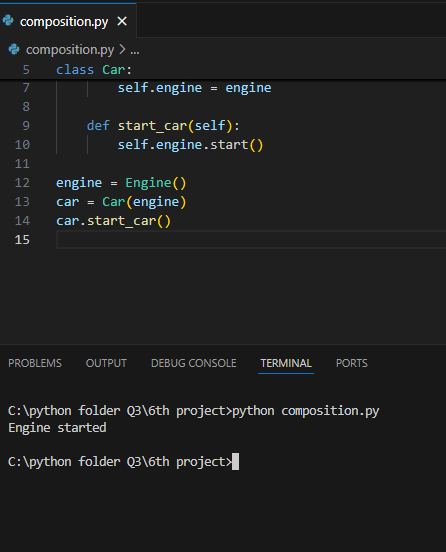 composition.py ×
composition.py > ...
5 class Car:
7 self.engine = engine
8
9 def start_car(self):
10 self.engine.start()
11
12 engine = Engine()
13 car = Car(engine)
14 car.start_car()
15
PROBLEMS OUTPUT DEBUG CONSOLE TERMINAL PORTS
C:\python folder Q3\6th project>python composition.py
Engine started
C:\python folder Q3\6th project>